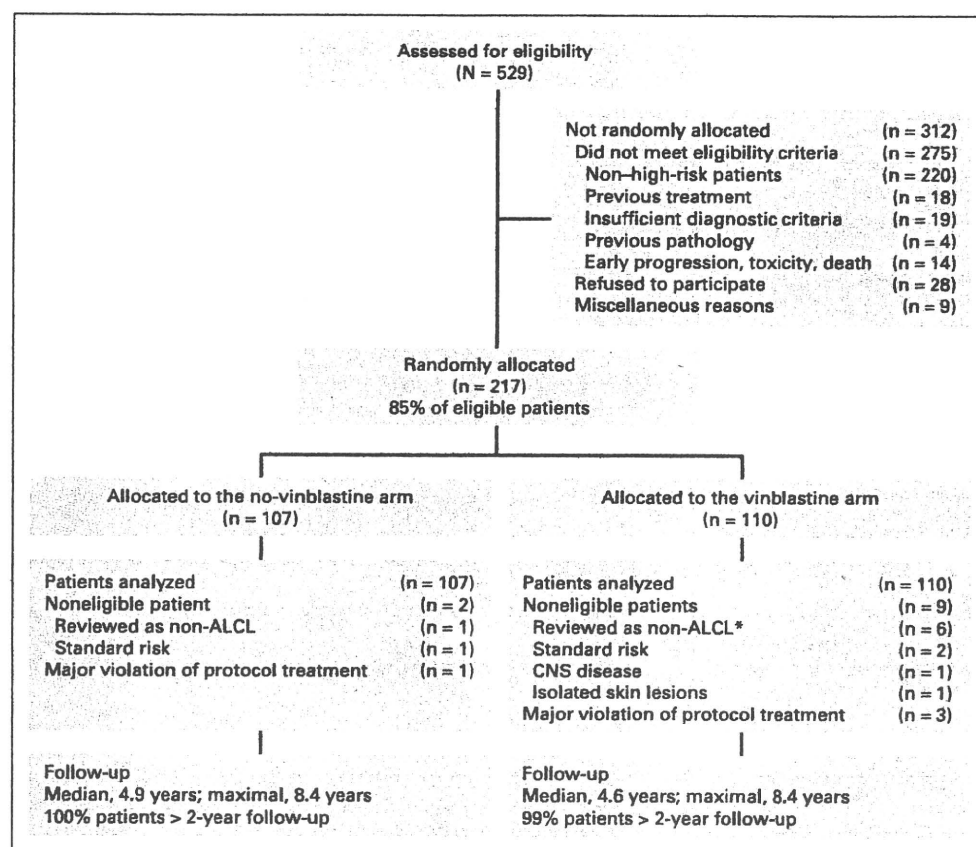 Assessed for eligibility
(N = 529)
Not randomly allocated (n = 312)
Did not meet eligibility criteria (n = 275)
Non–high-risk patients (n = 220)
Previous treatment (n = 18)
Insufficient diagnostic criteria (n = 19)
Previous pathology (n = 4)
Early progression, toxicity, death (n = 14)
Refused to participate (n = 28)
Miscellaneous reasons (n = 9)
Randomly allocated
(n = 217)
85% of eligible patients
Allocated to the no-vinblastine arm
(n = 107)
Patients analyzed (n = 107)
Noneligible patient (n = 2)
Reviewed as non-ALCL (n = 1)
Standard risk (n = 1)
Major violation of protocol treatment (n = 1)
Follow-up
Median, 4.9 years; maximal, 8.4 years
100% patients > 2-year follow-up
Allocated to the vinblastine arm
(n = 110)
Patients analyzed (n = 110)
Noneligible patients (n = 9)
Reviewed as non-ALCL* (n = 6)
Standard risk (n = 2)
CNS disease (n = 1)
Isolated skin lesions (n = 1)
Major violation of protocol treatment (n = 3)
Follow-up
Median, 4.6 years; maximal, 8.4 years
99% patients > 2-year follow-up